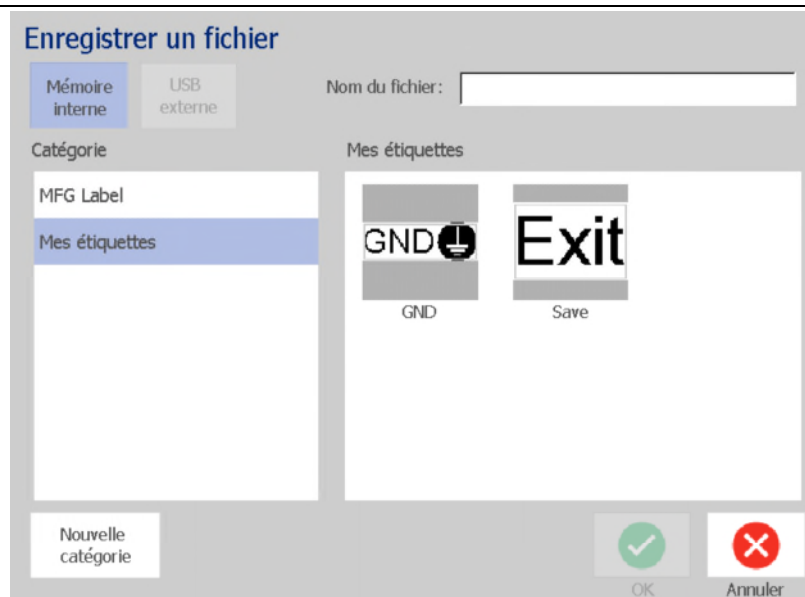 Enregistrer un fichier
Mémoire interne
USB externe
Nom du fichier:
Catégorie
Mes étiquettes
MFG Label
Mes étiquettes
GND
Exit
GND
Save
Nouvelle catégorie
OK
Annuler